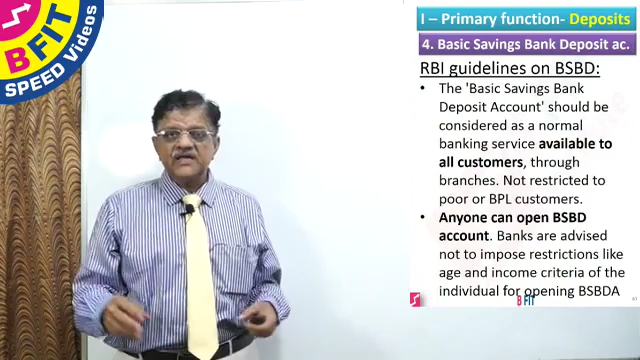 BFIT
SPEED Videos
I – Primary function- Deposits
4. Basic Savings Bank Deposit ac.
RBI guidelines on BSBD:
• The 'Basic Savings Bank
Deposit Account' should be
considered as a normal
banking service available to
all customers, through
branches. Not restricted to
poor or BPL customers.
• Anyone can open BSBD
account. Banks are advised
not to impose restrictions like
age and income criteria of the
individual for opening BSBDA
BFIT